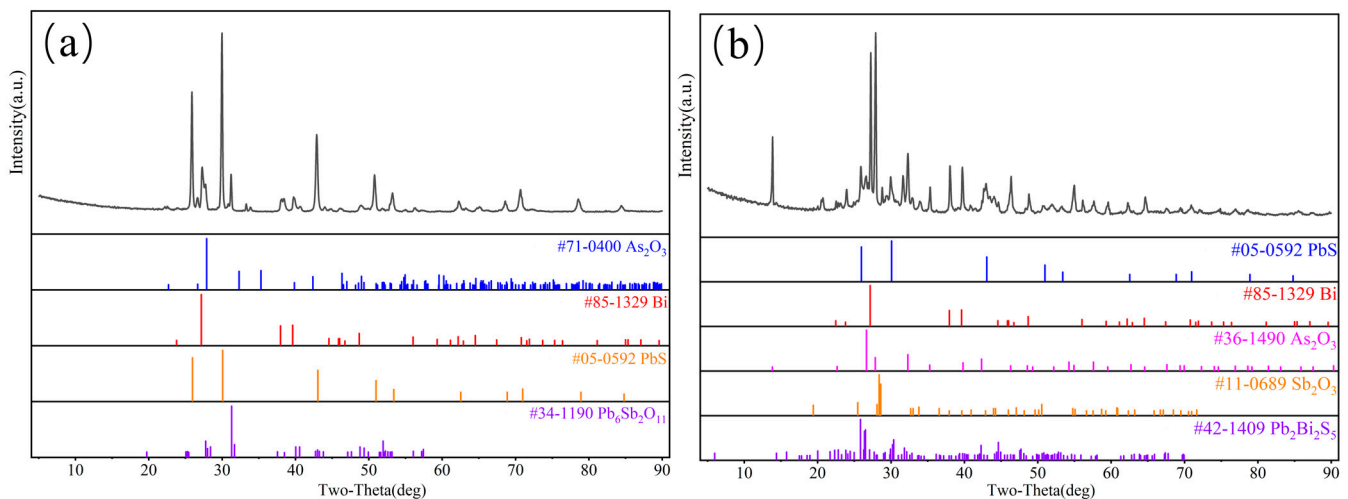 (a)
Intensity(a.u.)
#71-0400 As₂O₃
#85-1329 Bi
#05-0592 PbS
#34-1190 Pb₆Sb₂O₁₁
10 20 30 40 50 60 70 80 90
Two-Theta(deg)
(b)
Intensity(a.u.)
#05-0592 PbS
#85-1329 Bi
#36-1490 As₂O₃
#11-0689 Sb₂O₃
#42-1409 Pb₂Bi₂S₅
10 20 30 40 50 60 70 80 90
Two-Theta(deg)